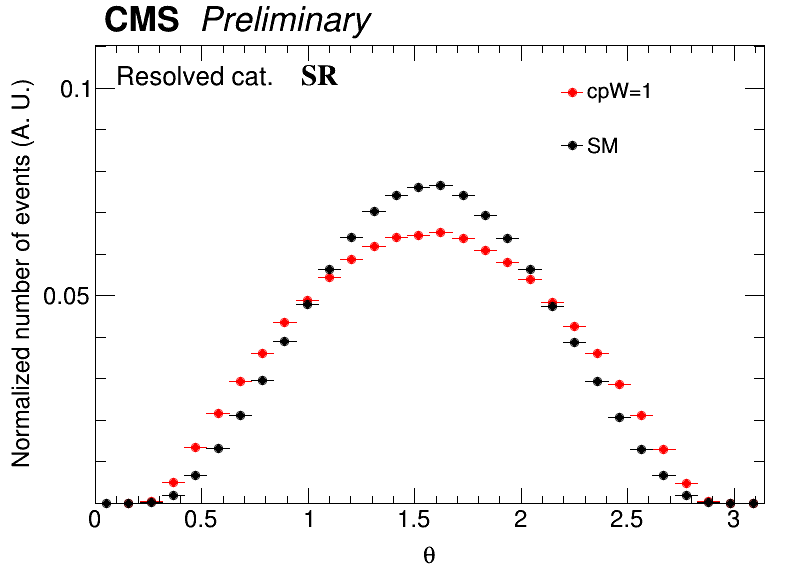 CMS Preliminary
Resolved cat. SR
cpW=1
SM
Normalized number of events (A. U.)
0.1
0.05
0 0.5 1 1.5 2 2.5 3
θ